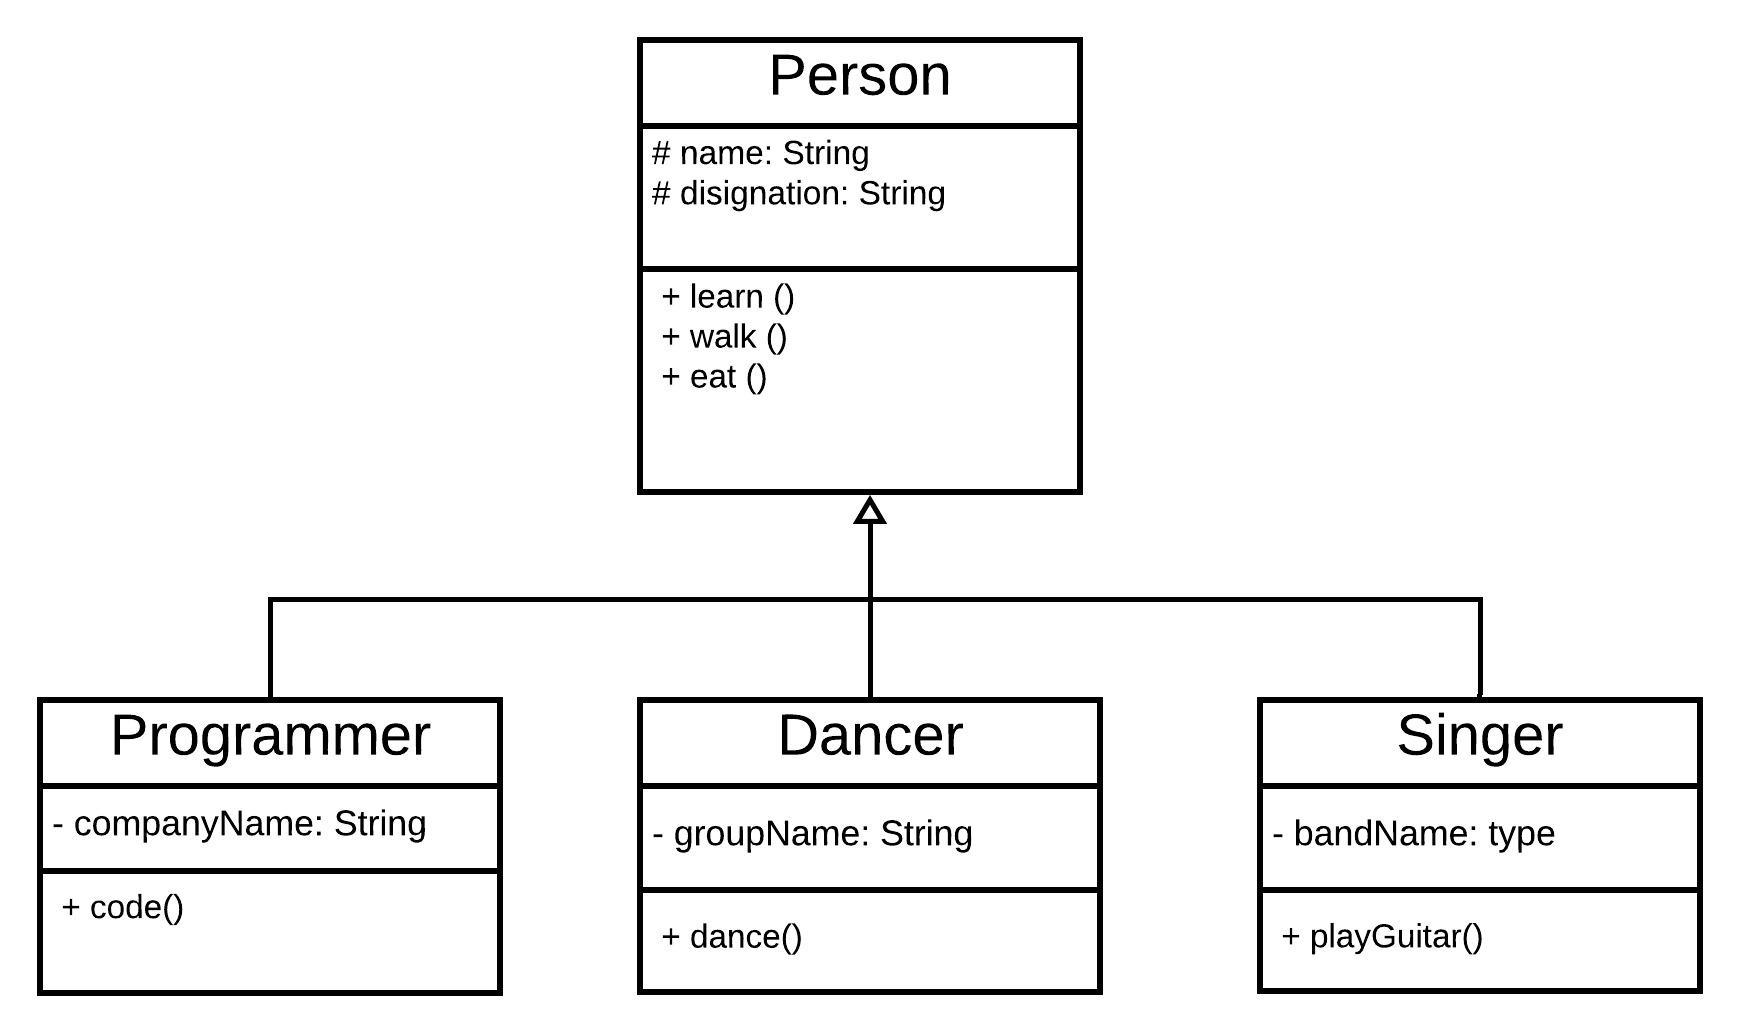 Person
# name: String
# disignation: String
+ learn ()
+ walk ()
+ eat ()
Programmer
- companyName: String
+ code()
Dancer
- groupName: String
+ dance()
Singer
- bandName: type
+ playGuitar()